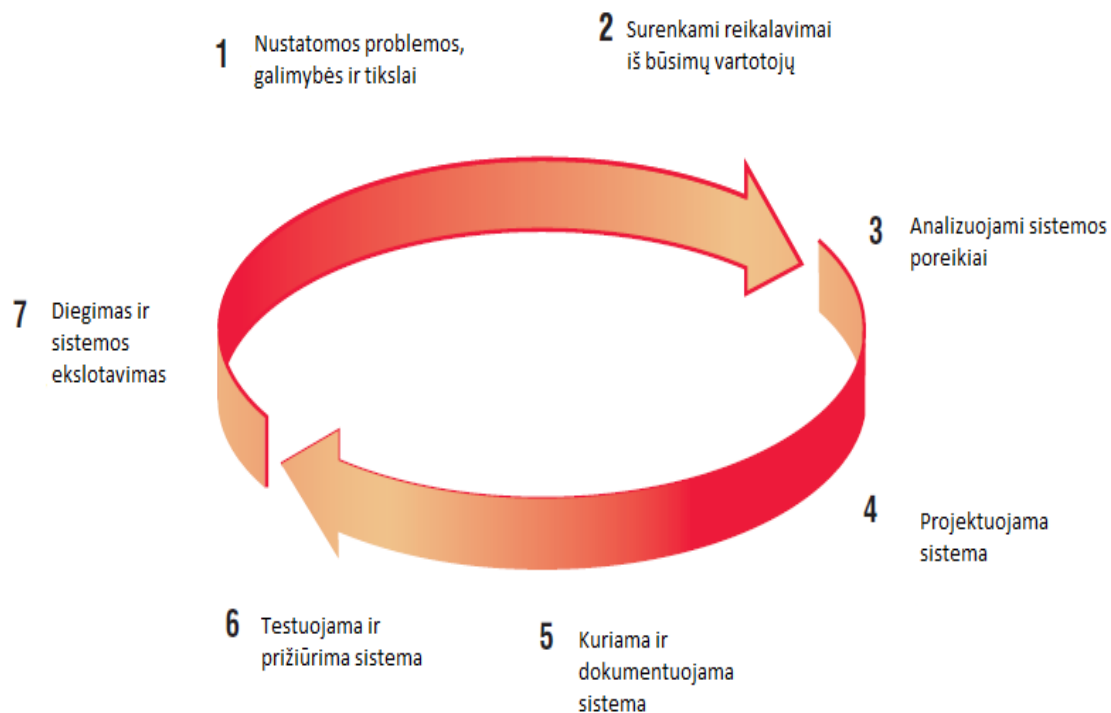 1 Nustatomos problemos,
galimybės ir tikslai
2 Surenkami reikalavimai
iš būsimų vartotojų
3 Analizuojami sistemos
poreikiai
4 Projektuojama
sistema
5 Kuriama ir
dokumentuojama
sistema
6 Testuojama ir
prižiūrima sistema
7 Diegimas ir
sistemos
ekslotavimas